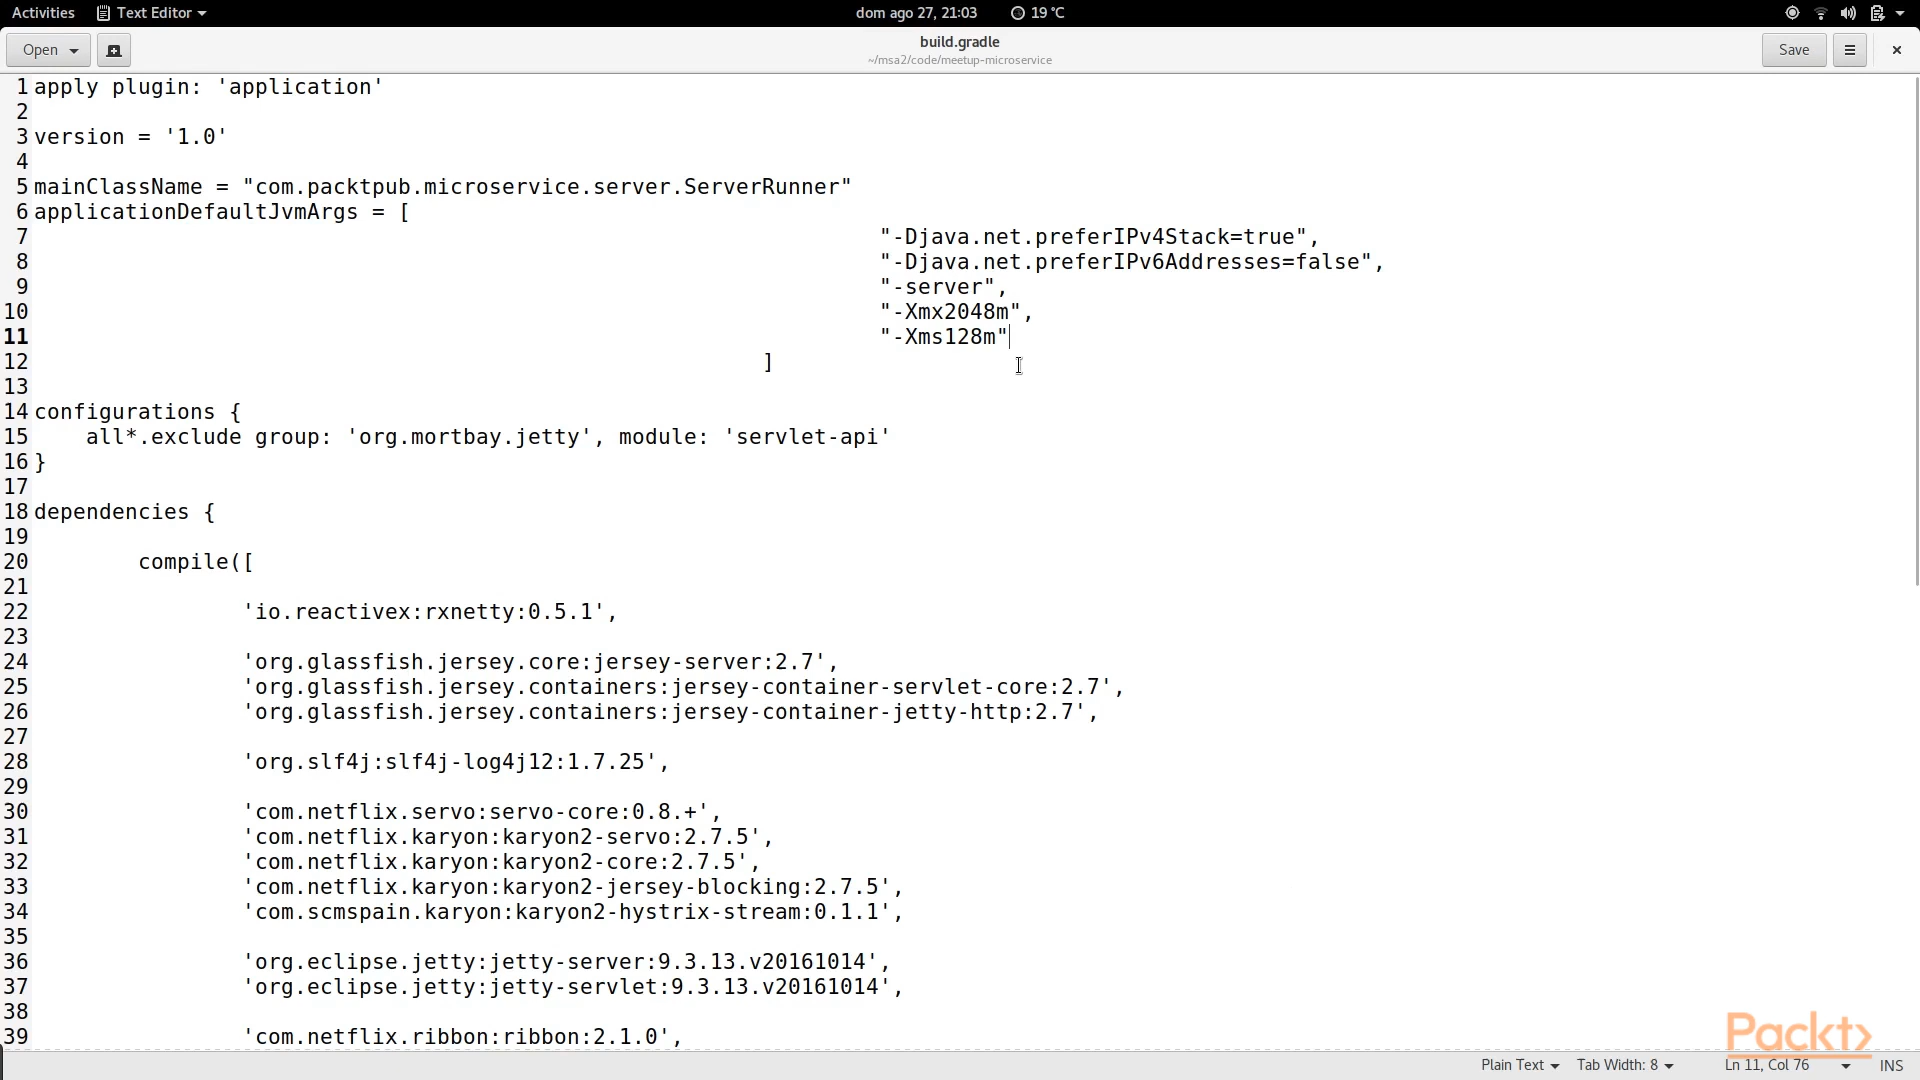 Activities Text Editor dom ago 27, 21:03 19 °C
Open build.gradle Save
~/msa2/code/meetup-microservice
1 apply plugin: 'application'
2
3 version = '1.0'
4
5 mainClassName = "com.packtpub.microservice.server.ServerRunner"
6 applicationDefaultJvmArgs = [
7 "-Djava.net.preferIPv4Stack=true",
8 "-Djava.net.preferIPv6Addresses=false",
9 "-server",
10 "-Xmx2048m",
11 "-Xms128m"
12 ]
13
14 configurations {
15 all*.exclude group: 'org.mortbay.jetty', module: 'servlet-api'
16 }
17
18 dependencies {
19
20 compile([
21
22 'io.reactivex:rxnetty:0.5.1',
23
24 'org.glassfish.jersey.core:jersey-server:2.7',
25 'org.glassfish.jersey.containers:jersey-container-servlet-core:2.7',
26 'org.glassfish.jersey.containers:jersey-container-jetty-http:2.7',
27
28 'org.slf4j:slf4j-log4j12:1.7.25',
29
30 'com.netflix.servo:servo-core:0.8.+',
31 'com.netflix.karyon:karyon2-servo:2.7.5',
32 'com.netflix.karyon:karyon2-core:2.7.5',
33 'com.netflix.karyon:karyon2-jersey-blocking:2.7.5',
34 'com.scmspain.karyon:karyon2-hystrix-stream:0.1.1',
35
36 'org.eclipse.jetty:jetty-server:9.3.13.v20161014',
37 'org.eclipse.jetty:jetty-servlet:9.3.13.v20161014',
38
39 'com.netflix.ribbon:ribbon:2.1.0',
Packt>
Plain Text Tab Width: 8 Ln 11, Col 76 INS